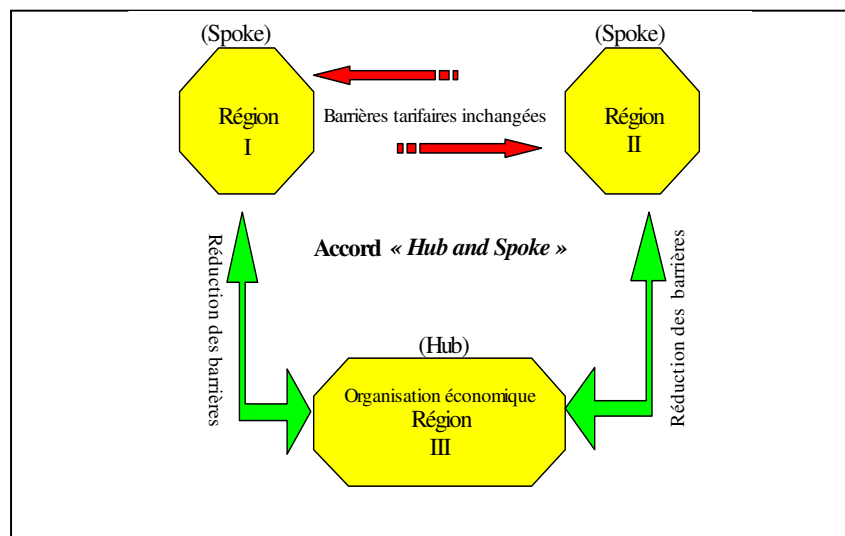 (Spoke)
(Spoke)
Région
I
Barrières tarifaires inchangées
Région
II
Réduction des barrières
Accord « Hub and Spoke »
Réduction des barrières
(Hub)
Organisation économique
Région
III